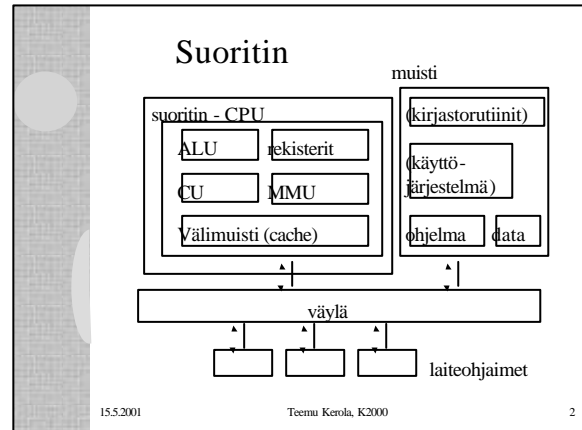 Suoritin
muisti
suoritin - CPU
(kirjastorutiinit)
ALU
rekisterit
(käyttö-
järjestelmä)
CU
MMU
Välimuisti (cache)
ohjelma
data
väylä
laiteohjaimet
15.5.2001
Teemu Kerola, K2000
2